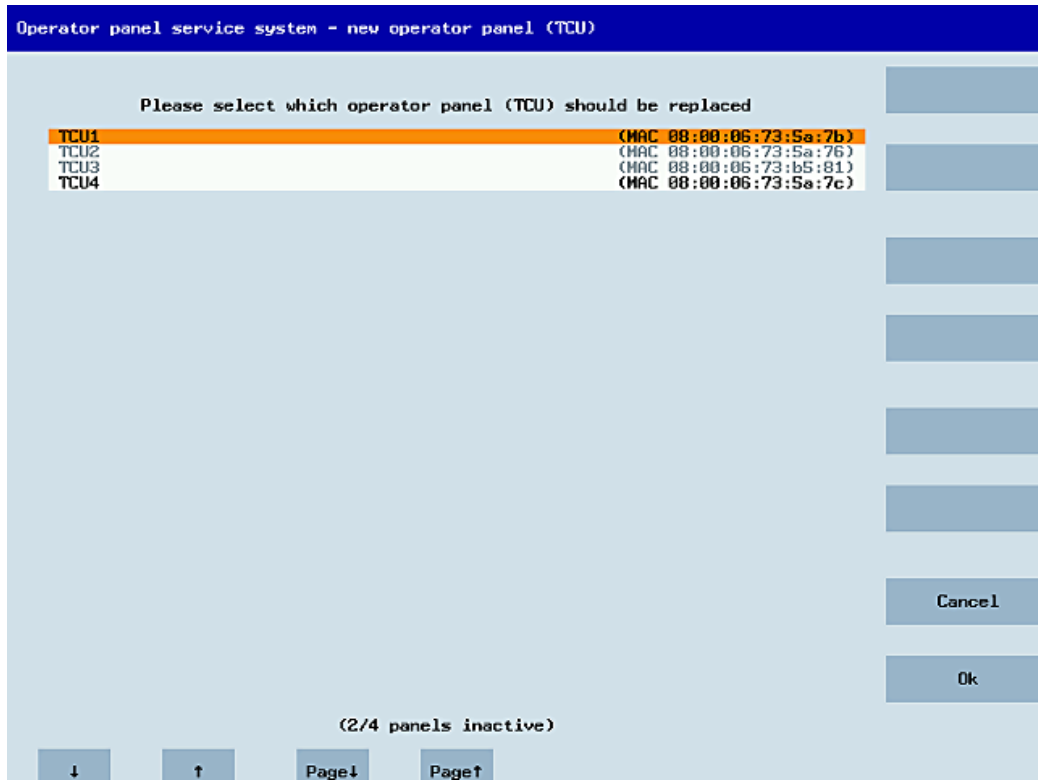 Operator panel service system - new operator panel (TCU)
Please select which operator panel (TCU) should be replaced
TCU1 (MAC 08:00:06:73:5a:7b)
TCU2 (MAC 08:00:06:73:5a:76)
TCU3 (MAC 08:00:06:73:b5:81)
TCU4 (MAC 08:00:06:73:5a:7c)
Cancel
Ok
(2/4 panels inactive)
↓ ↑ Page↓ Page↑